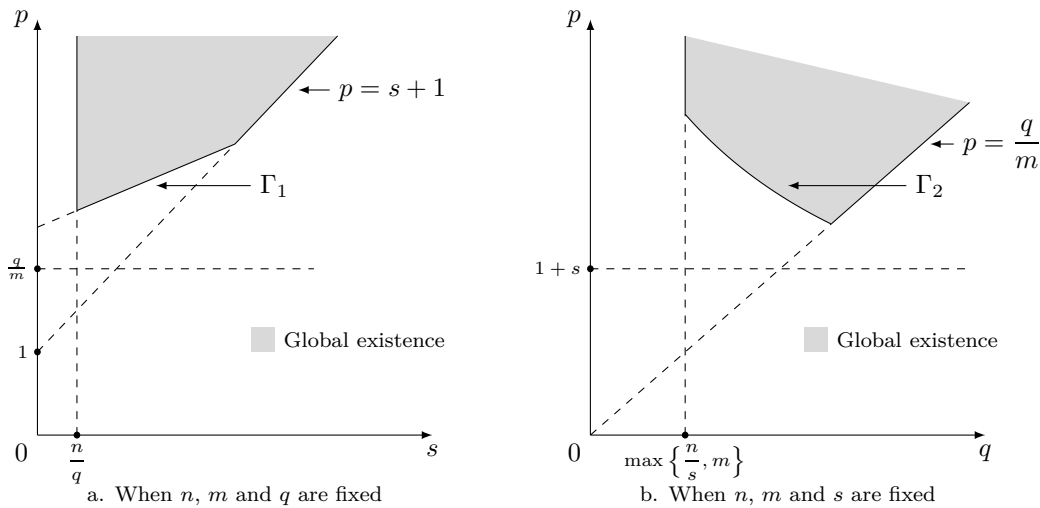 p
p = s + 1
Γ₁
q/m
1
Global existence
0
n/q
s
a. When n, m and q are fixed
p
p = q/m
Γ₂
1 + s
Global existence
0
max {n/s, m}
q
b. When n, m and s are fixed